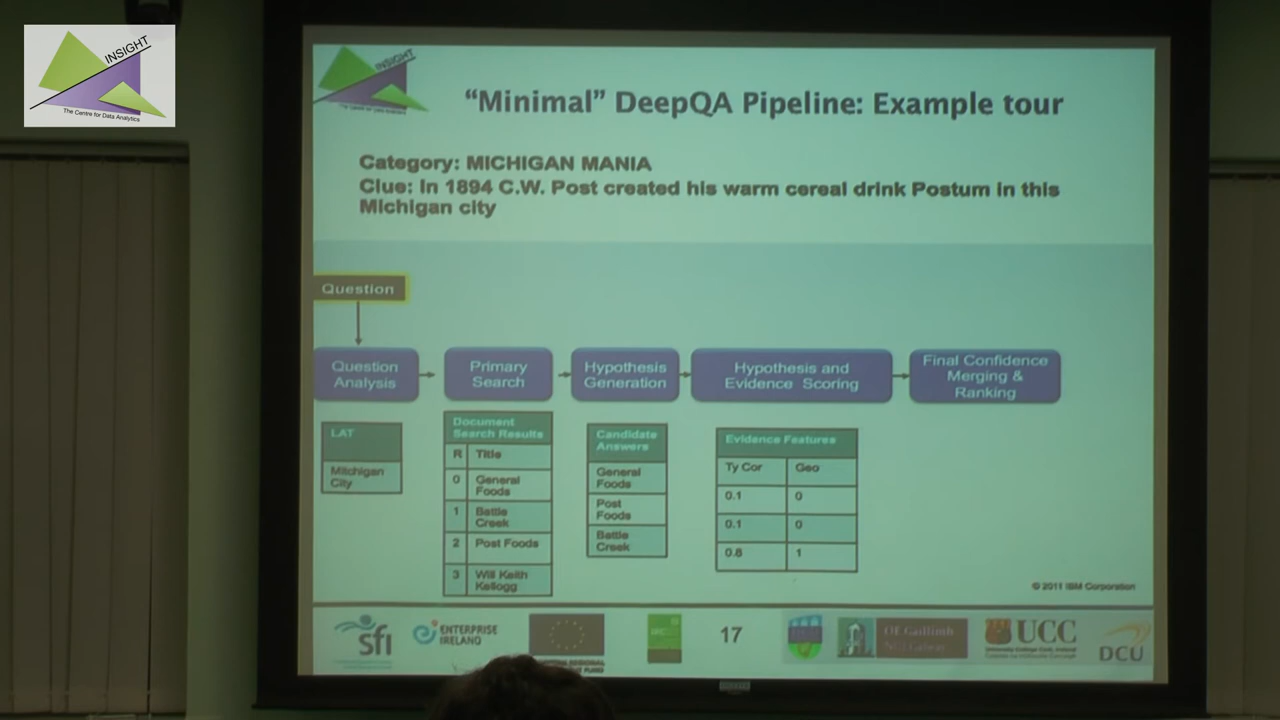 INSIGHT
The Centre for Data Analytics
INSIGHT
"Minimal" DeepQA Pipeline: Example tour
Category: MICHIGAN MANIA
Clue: In 1894 C.W. Post created his warm cereal drink Postum in this
Michigan city
Question
Question
Analysis
Primary
Search
Hypothesis
Generation
Hypothesis and
Evidence Scoring
Final Confidence
Merging &
Ranking
LAT
Mitchigan
City
Document
Search Results
R Title
0 General
Foods
1 Battle
Creek
2 Post Foods
3 Will Keith
Kellogg
Candidate
Answers
General
Foods
Post
Foods
Battle
Creek
Evidence Features
Ty Cor Geo
0.1 0
0.1 0
0.8 1
© 2011 IBM Corporation
sfi
ENTERPRISE
IRELAND
17
OÉ Gaillimh
UCC
DCU